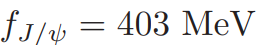 f_{J/ψ} = 403 MeV